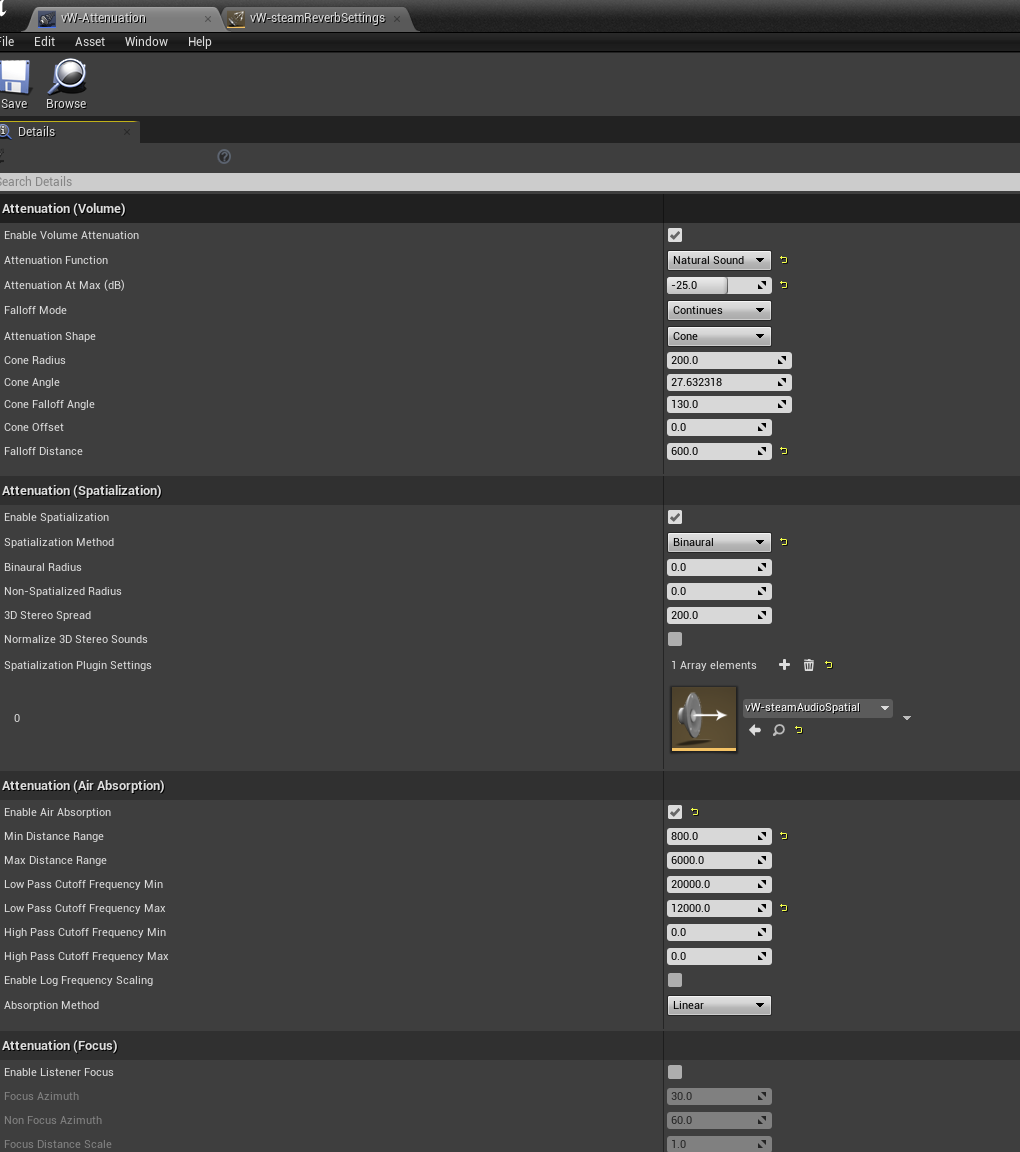 vW-Attenuation
vW-steamReverbSettings
File Edit Asset Window Help
Save Browse
Details
Search Details
Attenuation (Volume)
Enable Volume Attenuation
Attenuation Function Natural Sound
Attenuation At Max (dB) -25.0
Falloff Mode Continues
Attenuation Shape Cone
Cone Radius 200.0
Cone Angle 27.632318
Cone Falloff Angle 130.0
Cone Offset 0.0
Falloff Distance 600.0
Attenuation (Spatialization)
Enable Spatialization
Spatialization Method Binaural
Binaural Radius 0.0
Non-Spatialized Radius 0.0
3D Stereo Spread 200.0
Normalize 3D Stereo Sounds
Spatialization Plugin Settings 1 Array elements
0 vW-steamAudioSpatial
Attenuation (Air Absorption)
Enable Air Absorption
Min Distance Range 800.0
Max Distance Range 6000.0
Low Pass Cutoff Frequency Min 20000.0
Low Pass Cutoff Frequency Max 12000.0
High Pass Cutoff Frequency Min 0.0
High Pass Cutoff Frequency Max 0.0
Enable Log Frequency Scaling
Absorption Method Linear
Attenuation (Focus)
Enable Listener Focus
Focus Azimuth 30.0
Non Focus Azimuth 60.0
Focus Distance Scale 1.0